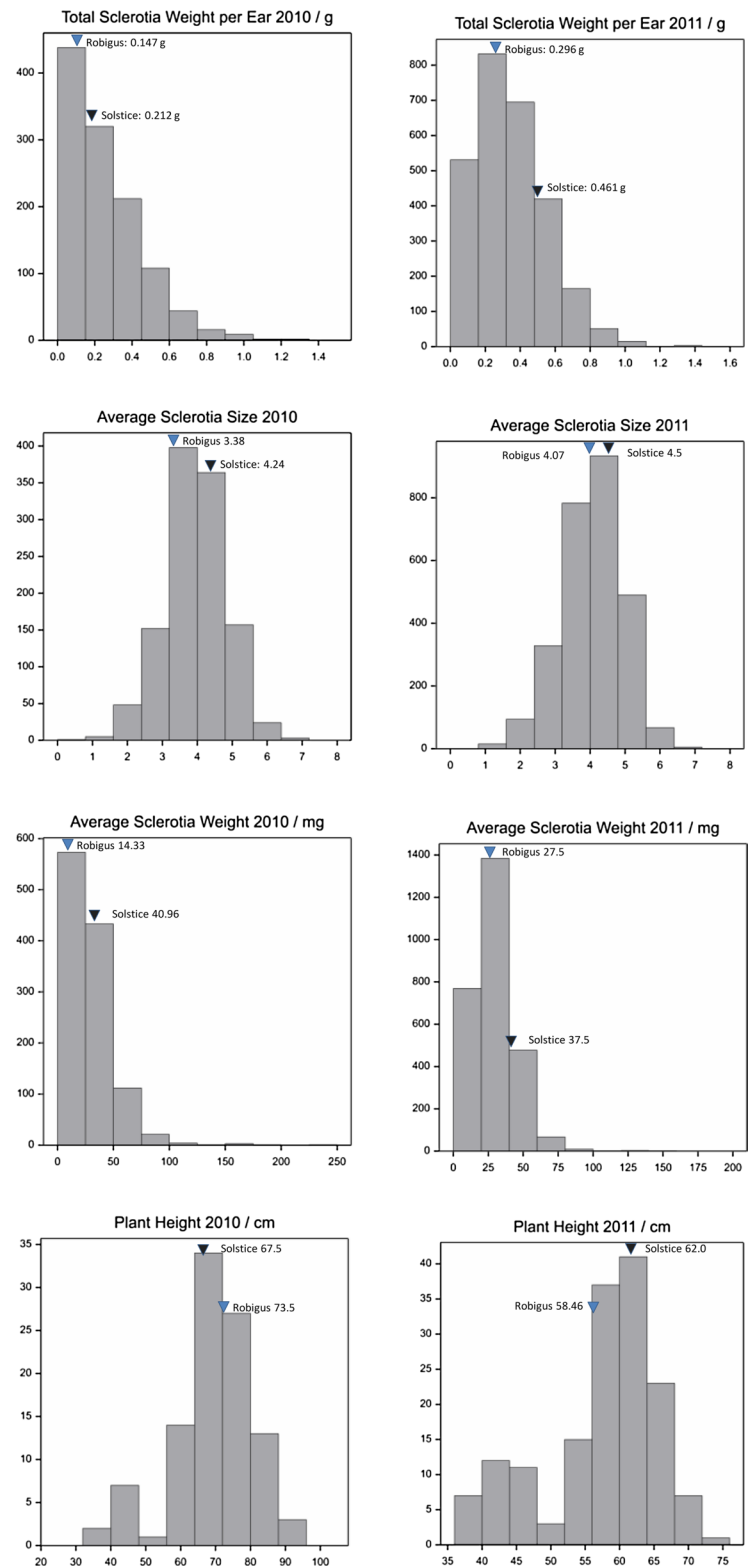 Total Sclerotia Weight per Ear 2010 / g
Robigus: 0.147 g
Solstice: 0.212 g
400
300
200
100
0
0.0 0.2 0.4 0.6 0.8 1.0 1.2 1.4
Total Sclerotia Weight per Ear 2011 / g
Robigus: 0.296 g
Solstice: 0.461 g
800
700
600
500
400
300
200
100
0
0.0 0.2 0.4 0.6 0.8 1.0 1.2 1.4 1.6
Average Sclerotia Size 2010
Robigus 3.38
Solstice: 4.24
400
350
300
250
200
150
100
50
0
0 1 2 3 4 5 6 7 8
Average Sclerotia Size 2011
Robigus 4.07 Solstice 4.5
800
600
400
200
0
0 1 2 3 4 5 6 7 8
Average Sclerotia Weight 2010 / mg
Robigus 14.33
Solstice 40.96
600
500
400
300
200
100
0
0 50 100 150 200 250
Average Sclerotia Weight 2011 / mg
Robigus 27.5
Solstice 37.5
1400
1200
1000
800
600
400
200
0
0 25 50 75 100 125 150 175 200
Plant Height 2010 / cm
Solstice 67.5
Robigus 73.5
35
30
25
20
15
10
5
0
20 30 40 50 60 70 80 90 100
Plant Height 2011 / cm
Solstice 62.0
Robigus 58.46
40
35
30
25
20
15
10
5
0
35 40 45 50 55 60 65 70 75